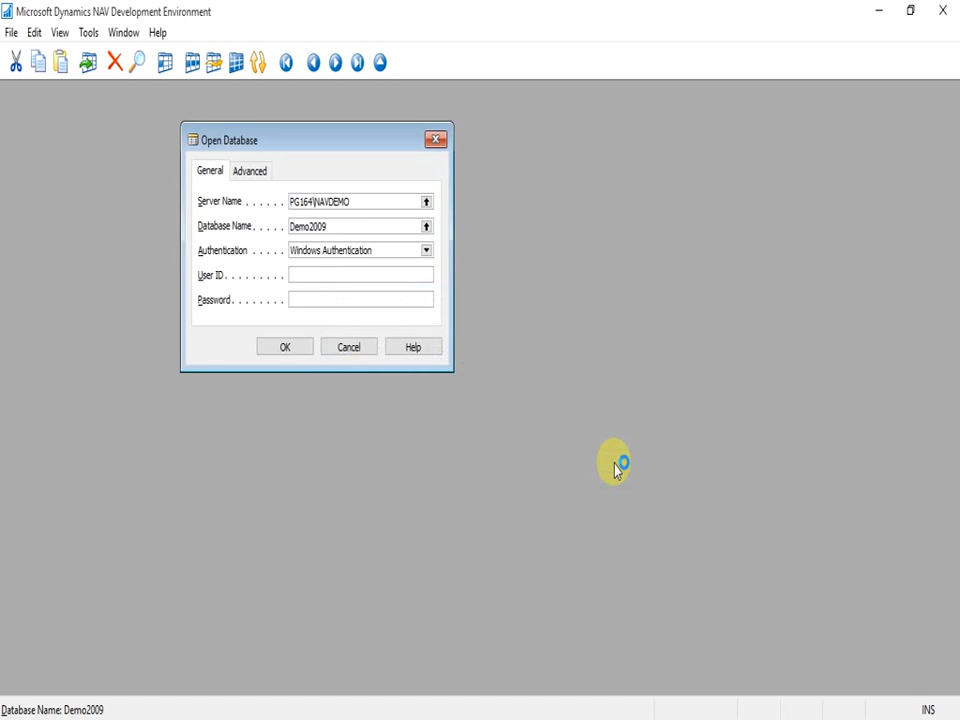 Microsoft Dynamics NAV Development Environment
File Edit View Tools Window Help
Open Database
General Advanced
Server Name . . . . . . PG164\NAVDEMO
Database Name. . . . . Demo2009
Authentication . . . . . Windows Authentication
User ID. . . . . . . . .
Password. . . . . . . .
OK Cancel Help
Database Name: Demo2009 INS